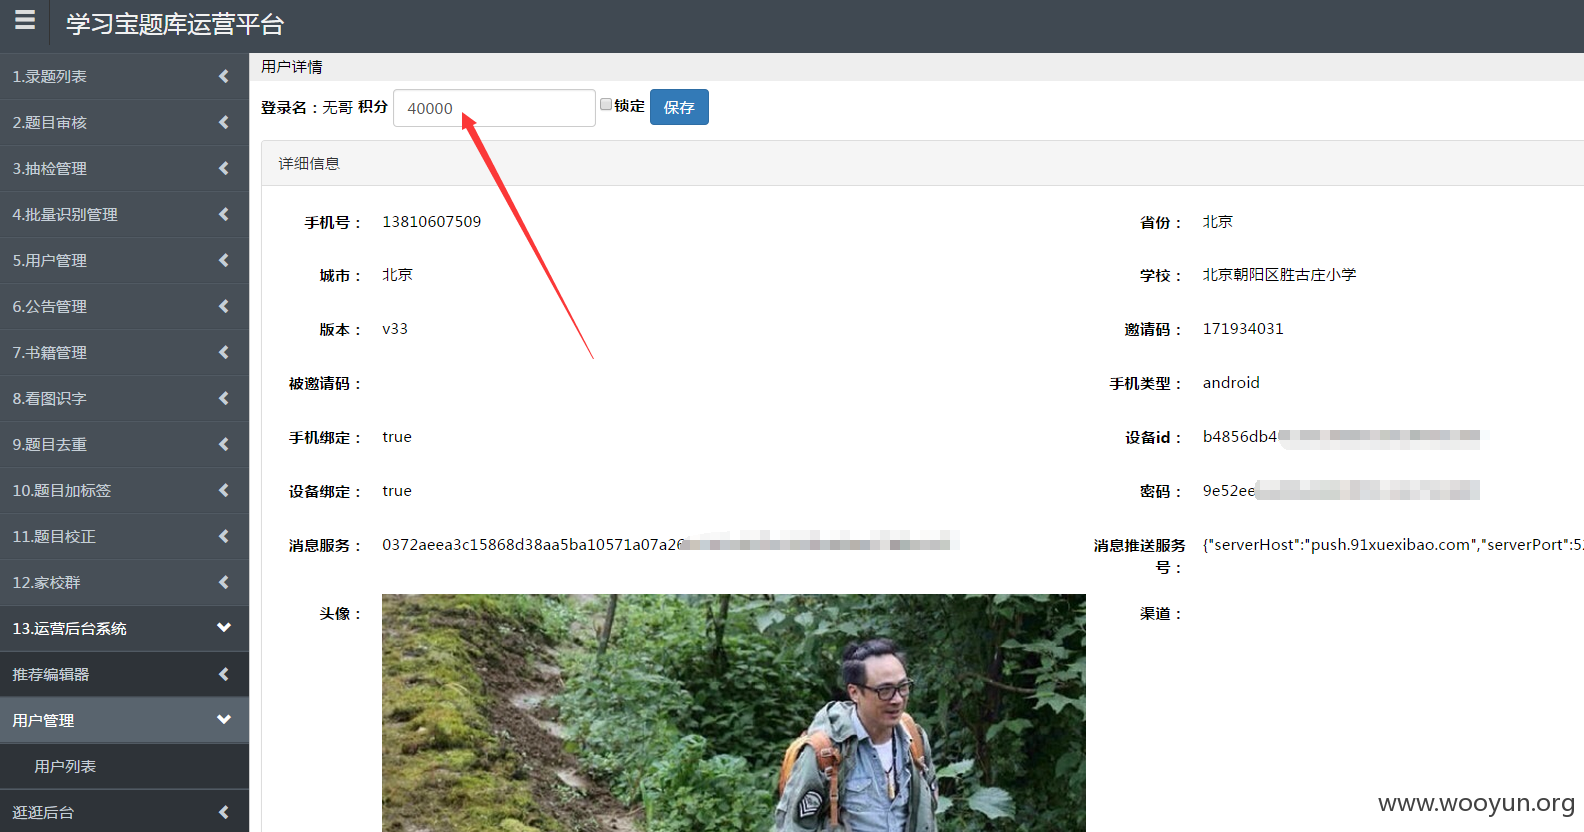 学习宝题库运营平台
1.录题列表
2.题目审核
3.抽检管理
4.批量识别管理
5.用户管理
6.公告管理
7.书籍管理
8.看图识字
9.题目去重
10.题目加标签
11.题目校正
12.家校群
13.运营后台系统
推荐编辑器
用户管理
用户列表
逛逛后台
用户详情
登录名：无哥 积分 40000 锁定 保存
详细信息
手机号： 13810607509 省份： 北京
城市： 北京 学校： 北京朝阳区胜古庄小学
版本： v33 邀请码： 171934031
被邀请码： 手机类型： android
手机绑定： true 设备id： b4856db4
设备绑定： true 密码： 9e52ee
消息服务： 0372aeea3c15868d38aa5ba10571a07a26 消息推送服务号： {"serverHost":"push.91xuexibao.com","serverPort":5
头像： 渠道：
www.wooyun.org